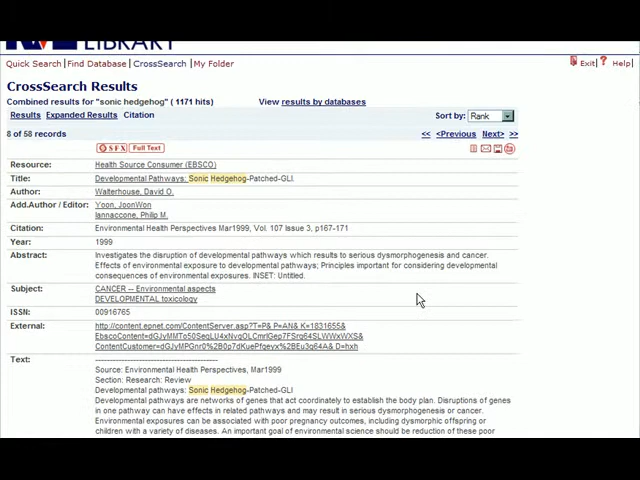 LIBRARY
Quick Search | Find Database | CrossSearch | My Folder
Exit | ? Help |
CrossSearch Results
Combined results for "sonic hedgehog" ( 1171 hits)
View results by databases
Results Expanded Results Citation
Sort by: Rank
8 of 58 records
<< <Previous Next> >>
SFX Full Text
Resource: Health Source Consumer (EBSCO)
Title: Developmental Pathways: Sonic Hedgehog-Patched-GLI.
Author: Walterhouse, David O.
Add.Author / Editor: Yoon, JoonWon
Iannaccone, Philip M.
Citation: Environmental Health Perspectives Mar1999, Vol. 107 Issue 3, p167-171
Year: 1999
Abstract: Investigates the disruption of developmental pathways which results to serious dysmorphogenesis and cancer.
Effects of environmental exposure to developmental pathways; Principles important for considering developmental
consequences of environmental exposures. INSET: Untitled.
Subject: CANCER -- Environmental aspects
DEVELOPMENTAL toxicology
ISSN: 00916765
External: http://content.epnet.com/ContentServer.asp?T=P& P=AN& K=1831655&
Text: ----------------------------------------
Source: Environmental Health Perspectives, Mar1999
Section: Research: Review
Developmental pathways: Sonic Hedgehog-Patched-GLI
Developmental pathways are networks of genes that act coordinately to establish the body plan. Disruptions of genes
in one pathway can have effects in related pathways and may result in serious dysmorphogenesis or cancer.
Environmental exposures can be associated with poor pregnancy outcomes, including dysmorphic offspring or
children with a variety of diseases. An important goal of environmental science should be reduction of these poor